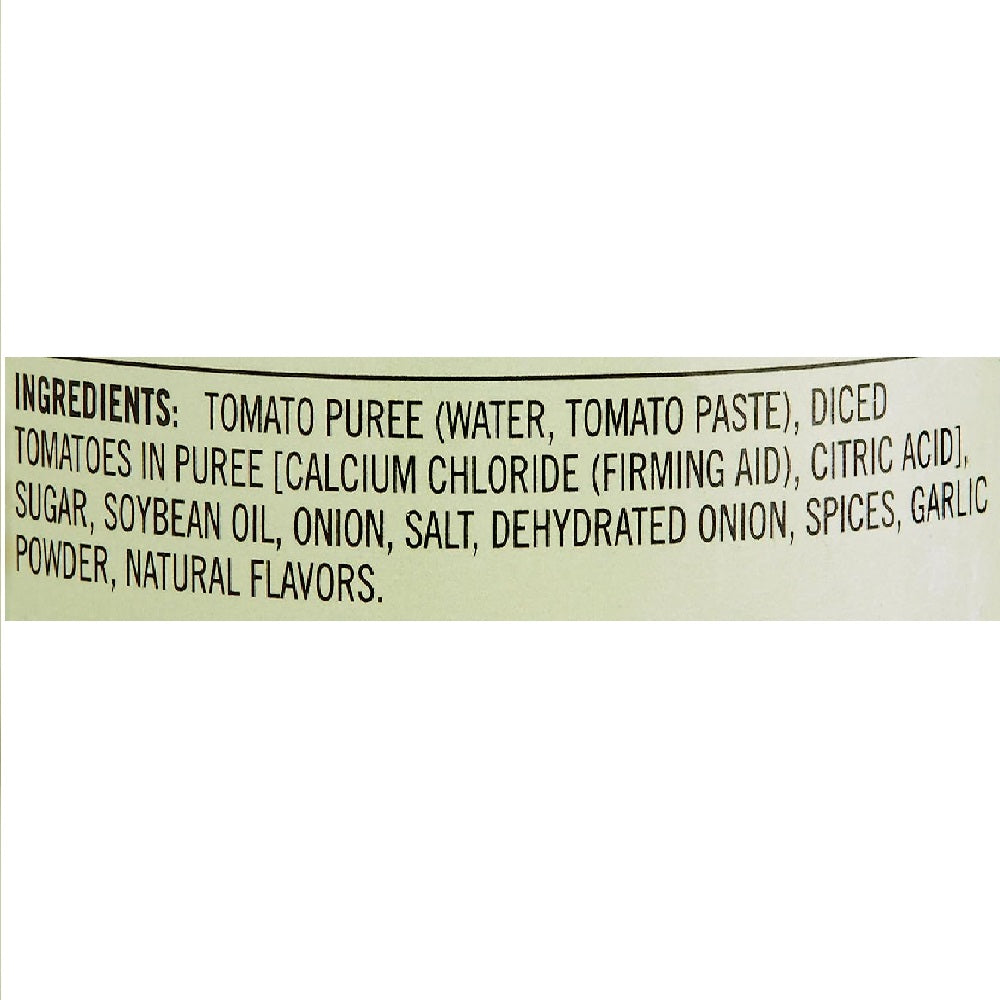 INGREDIENTS: TOMATO PUREE (WATER, TOMATO PASTE), DICED
TOMATOES IN PUREE [CALCIUM CHLORIDE (FIRMING AID), CITRIC ACID],
SUGAR, SOYBEAN OIL, ONION, SALT, DEHYDRATED ONION, SPICES, GARLIC
POWDER, NATURAL FLAVORS.